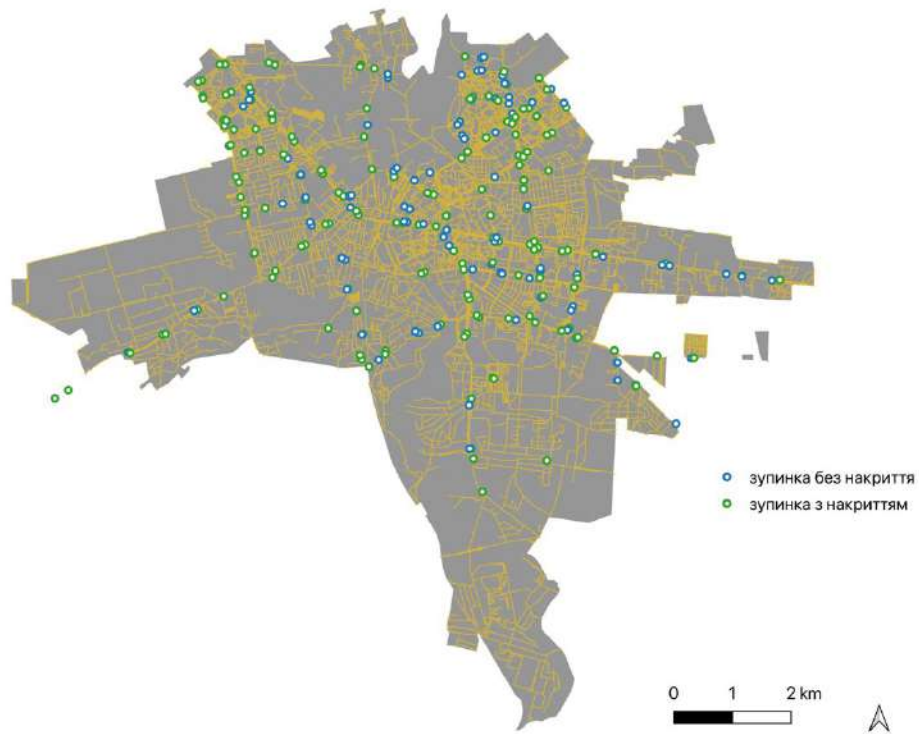 зупинка без накриття
зупинка з накриттям
0 1 2 km